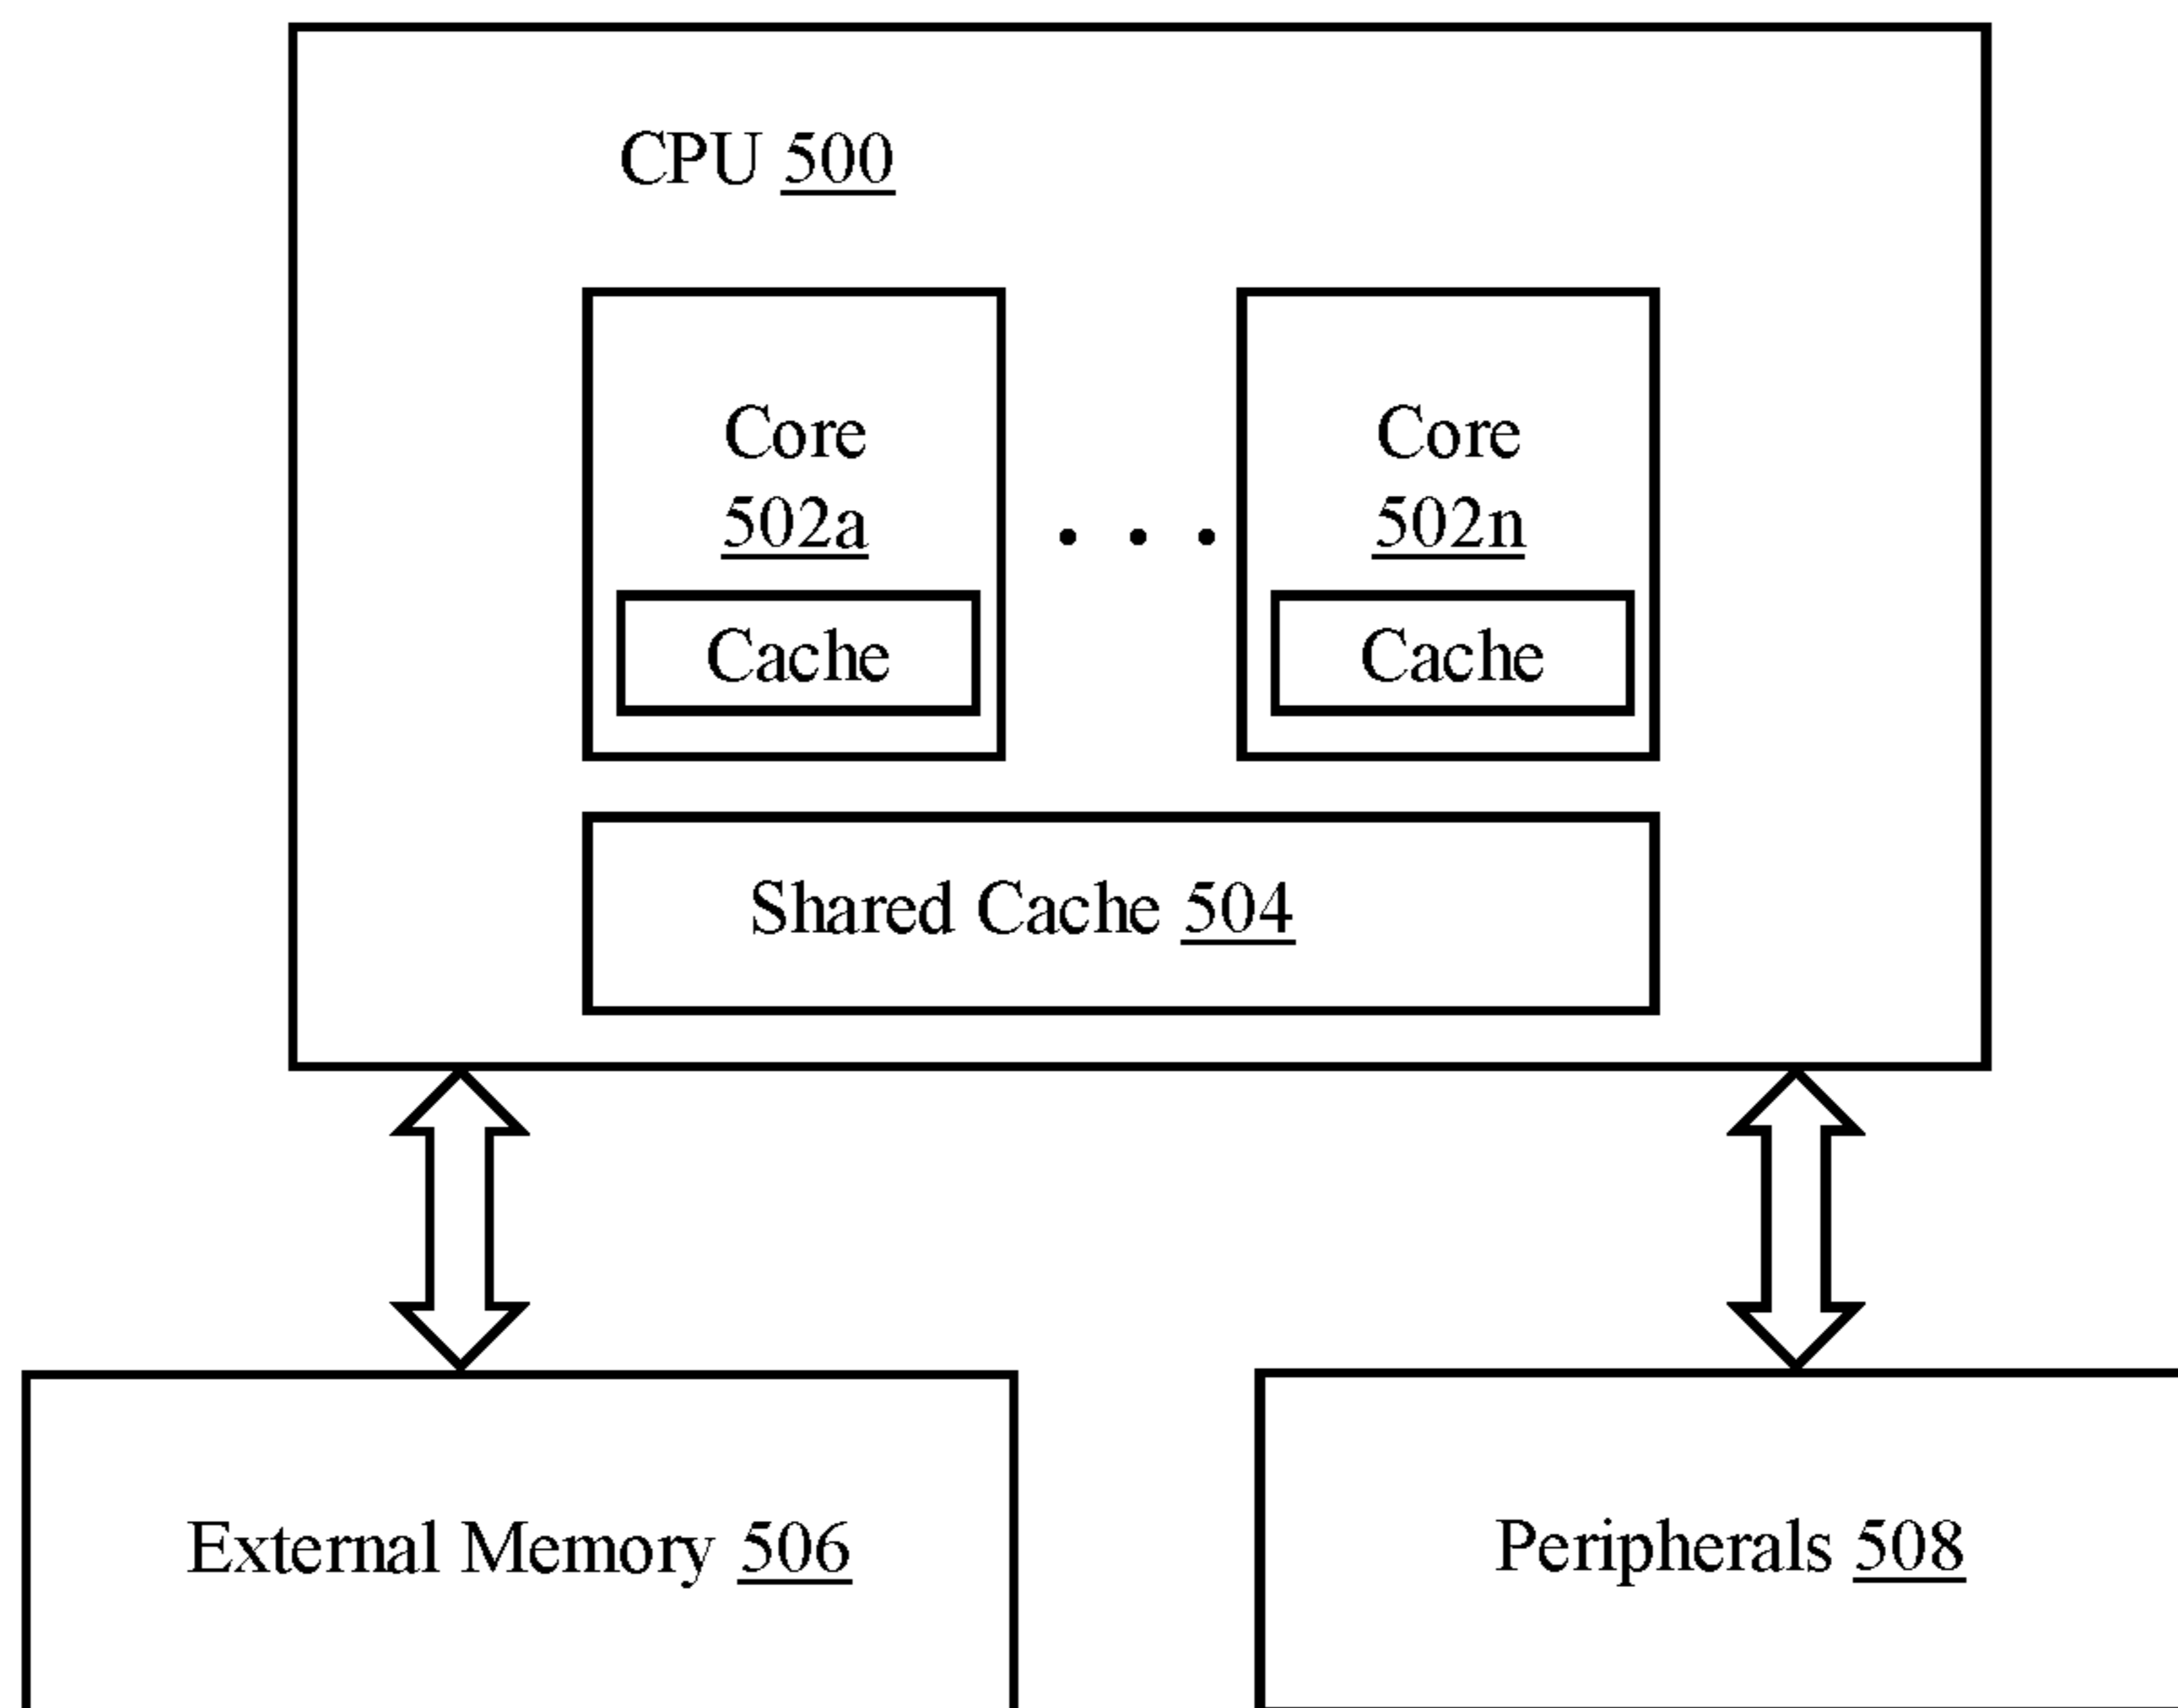 CPU 500
Core
502a
Cache
. . .
Core
502n
Cache
Shared Cache 504
External Memory 506
Peripherals 508